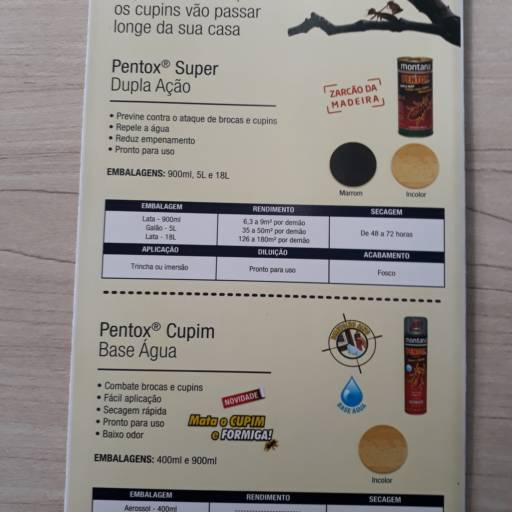 os cupins vão passar
longe da sua casa
Pentox® Super
Dupla Ação
• Previne contra o ataque de brocas e cupins
• Repele a água
• Reduz empenamento
• Pronto para uso
EMBALAGENS: 900ml, 5L e 18L
ZARCÃO DA
MADEIRA
montana
PENTOX
Marrom
Incolor
EMBALAGEM RENDIMENTO SECAGEM
Lata - 900ml 6,3 a 9m² por demão
Galão - 5L 35 a 50m² por demão De 48 a 72 horas
Lata - 18L 126 a 180m² por demão
APLICAÇÃO DILUIÇÃO ACABAMENTO
Trincha ou imersão Pronto para uso Fosco
Pentox® Cupim
Base Água
• Combate brocas e cupins
• Fácil aplicação
• Secagem rápida
• Pronto para uso
• Baixo odor
NOVIDADE
Mata o CUPIM
e FORMIGA!
BASE ÁGUA
montana
EMBALAGENS: 400ml e 900ml
Incolor
EMBALAGEM RENDIMENTO SECAGEM
Aerossol - 400ml